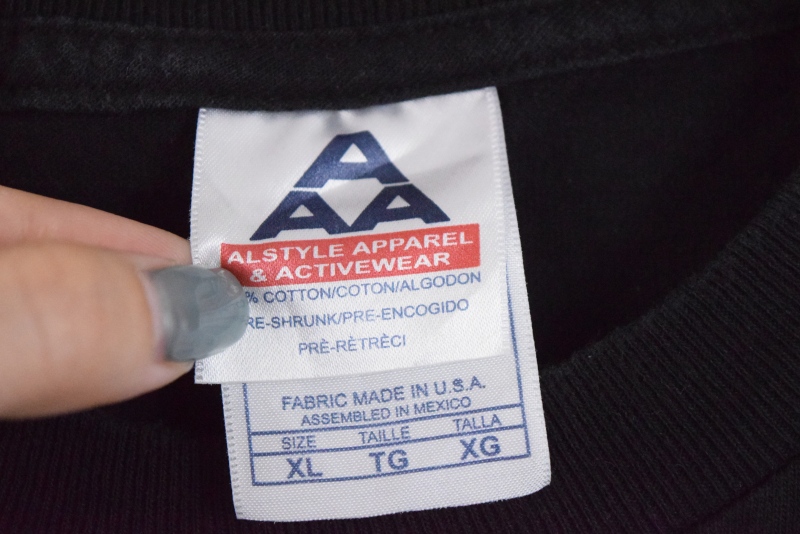 A
AA
ALSTYLE APPAREL
& ACTIVEWEAR
% COTTON/COTON/ALGODON
RE-SHRUNK/PRE-ENCOGIDO
PRÈ-RÈTRÈCI
FABRIC MADE IN U.S.A.
ASSEMBLED IN MEXICO
SIZE TAILLE TALLA
XL TG XG